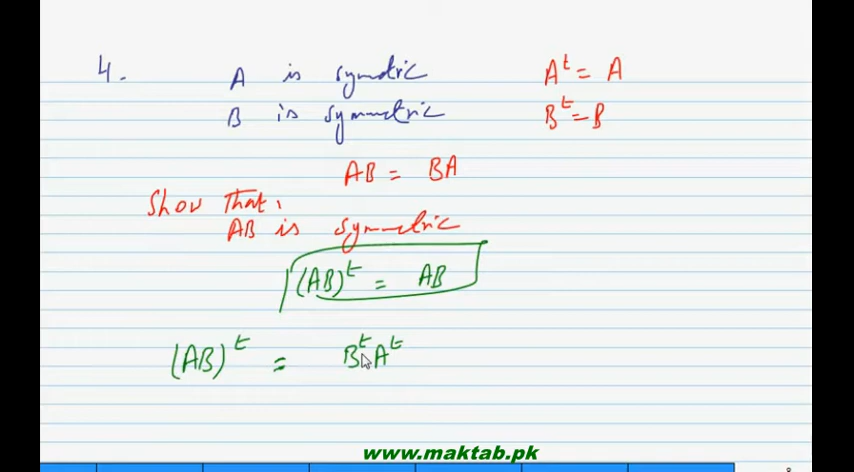 4. A is symmetric A^t = A
B is symmetric B^t = B
AB = BA
Show that:
AB is symmetric
(AB)^t = AB
(AB)^t = B^t A^t
www.maktab.pk